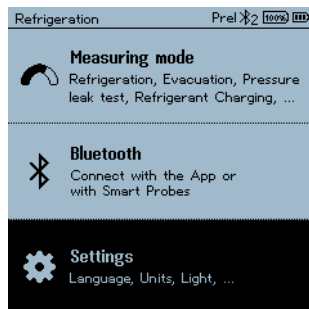 Refrigeration Prel 2 100%
Measuring mode
Refrigeration, Evacuation, Pressure
leak test, Refrigerant Charging, ...
Bluetooth
Connect with the App or
with Smart Probes
Settings
Language, Units, Light, ...